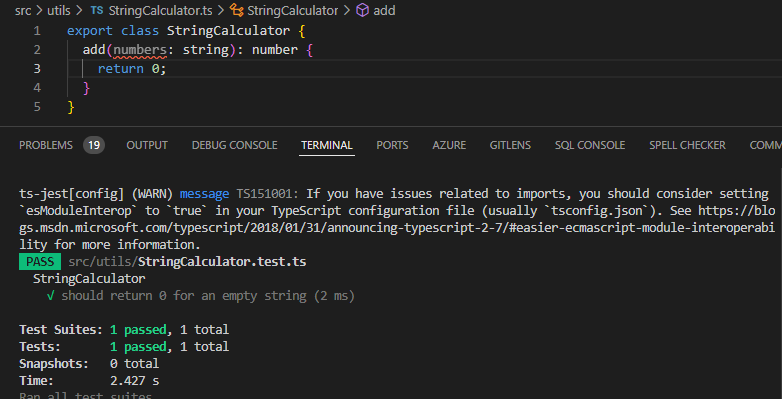 src > utils > TS StringCalculator.ts > StringCalculator > add
1 export class StringCalculator {
2 add(numbers: string): number {
3 return 0;
4 }
5 }
PROBLEMS 19 OUTPUT DEBUG CONSOLE TERMINAL PORTS AZURE GITLENS SQL CONSOLE SPELL CHECKER COMM
ts-jest[config] (WARN) message TS151001: If you have issues related to imports, you should consider setting
`esModuleInterop` to `true` in your TypeScript configuration file (usually `tsconfig.json`). See https://blo
gs.msdn.microsoft.com/typescript/2018/01/31/announcing-typescript-2-7/#easier-ecmascript-module-interoperabi
lity for more information.
PASS src/utils/StringCalculator.test.ts
StringCalculator
√ should return 0 for an empty string (2 ms)
Test Suites: 1 passed, 1 total
Tests: 1 passed, 1 total
Snapshots: 0 total
Time: 2.427 s
Ran all test suites